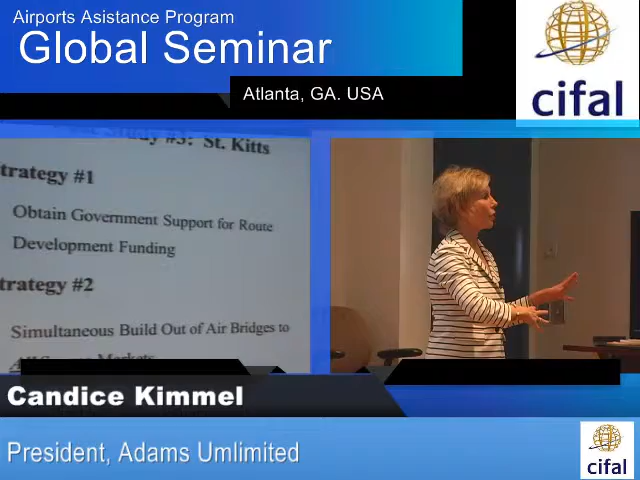 Airports Asistance Program
Global Seminar
Atlanta, GA. USA
cifal
Study #3: St. Kitts
trategy #1
Obtain Government Support for Route
Development Funding
trategy #2
Simultaneous Build Out of Air Bridges to
Markets
Candice Kimmel
President, Adams Umlimited
cifal